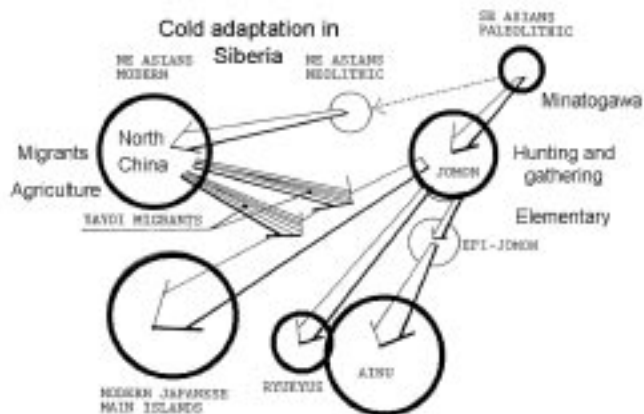 Cold adaptation in
Siberia
SE ASIANS
PALEOLITHIC
NE ASIANS
MODERN
NE ASIANS
NEOLITHIC
Minatogawa
North
China
Migrants
Agriculture
JOMON
Hunting and
gathering
YAYOI MIGRANTS
Elementary
EPI-JOMON
MODERN JAPANESE
MAIN ISLANDS
RYUKYUS
AINU